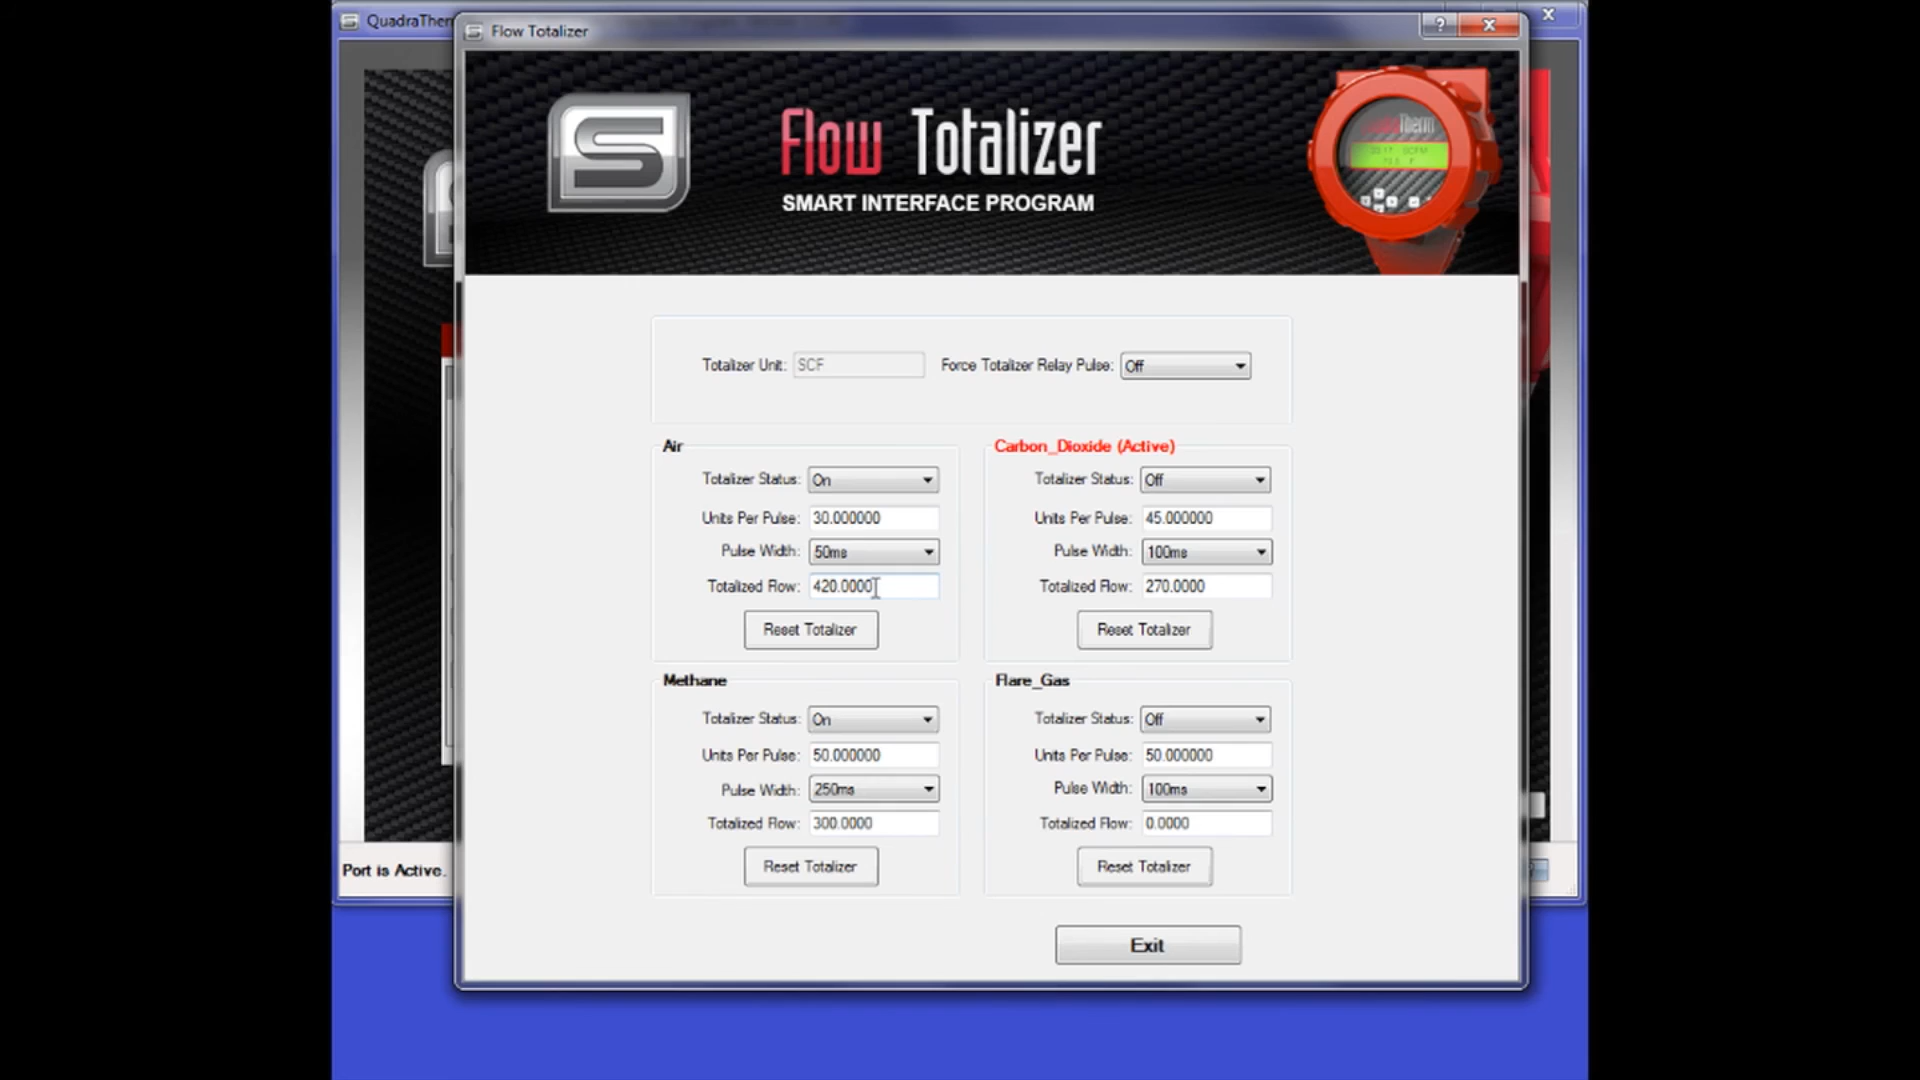 QuadraTher
Flow Totalizer
S
Flow Totalizer
SMART INTERFACE PROGRAM
Therm
Totalizer Unit: SCF Force Totalizer Relay Pulse: Off
Air
Totalizer Status: On
Units Per Pulse: 30.000000
Pulse Width: 50ms
Totalized Flow: 420.0000
Reset Totalizer
Carbon_Dioxide (Active)
Totalizer Status: Off
Units Per Pulse: 45.000000
Pulse Width: 100ms
Totalized Flow: 270.0000
Reset Totalizer
Methane
Totalizer Status: On
Units Per Pulse: 50.000000
Pulse Width: 250ms
Totalized Flow: 300.0000
Reset Totalizer
Flare_Gas
Totalizer Status: Off
Units Per Pulse: 50.000000
Pulse Width: 100ms
Totalized Flow: 0.0000
Reset Totalizer
Port is Active.
Exit